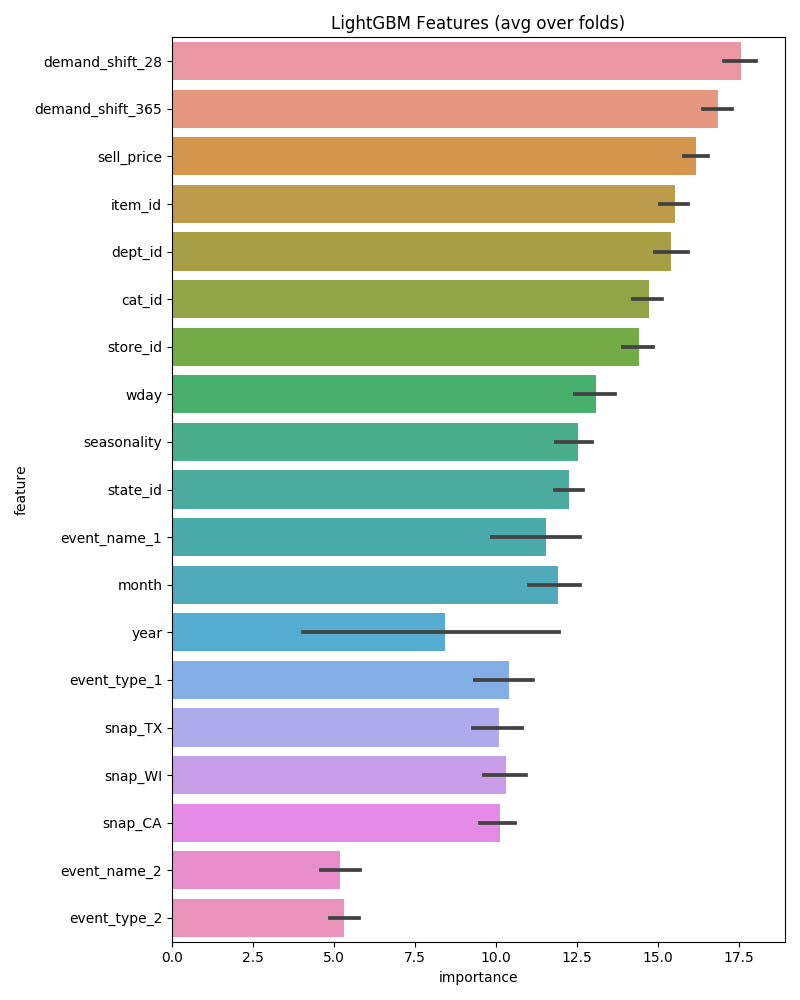 LightGBM Features (avg over folds)
demand_shift_28
demand_shift_365
sell_price
item_id
dept_id
cat_id
store_id
wday
seasonality
state_id
event_name_1
month
year
event_type_1
snap_TX
snap_WI
snap_CA
event_name_2
event_type_2
feature
0.0 2.5 5.0 7.5 10.0 12.5 15.0 17.5
importance